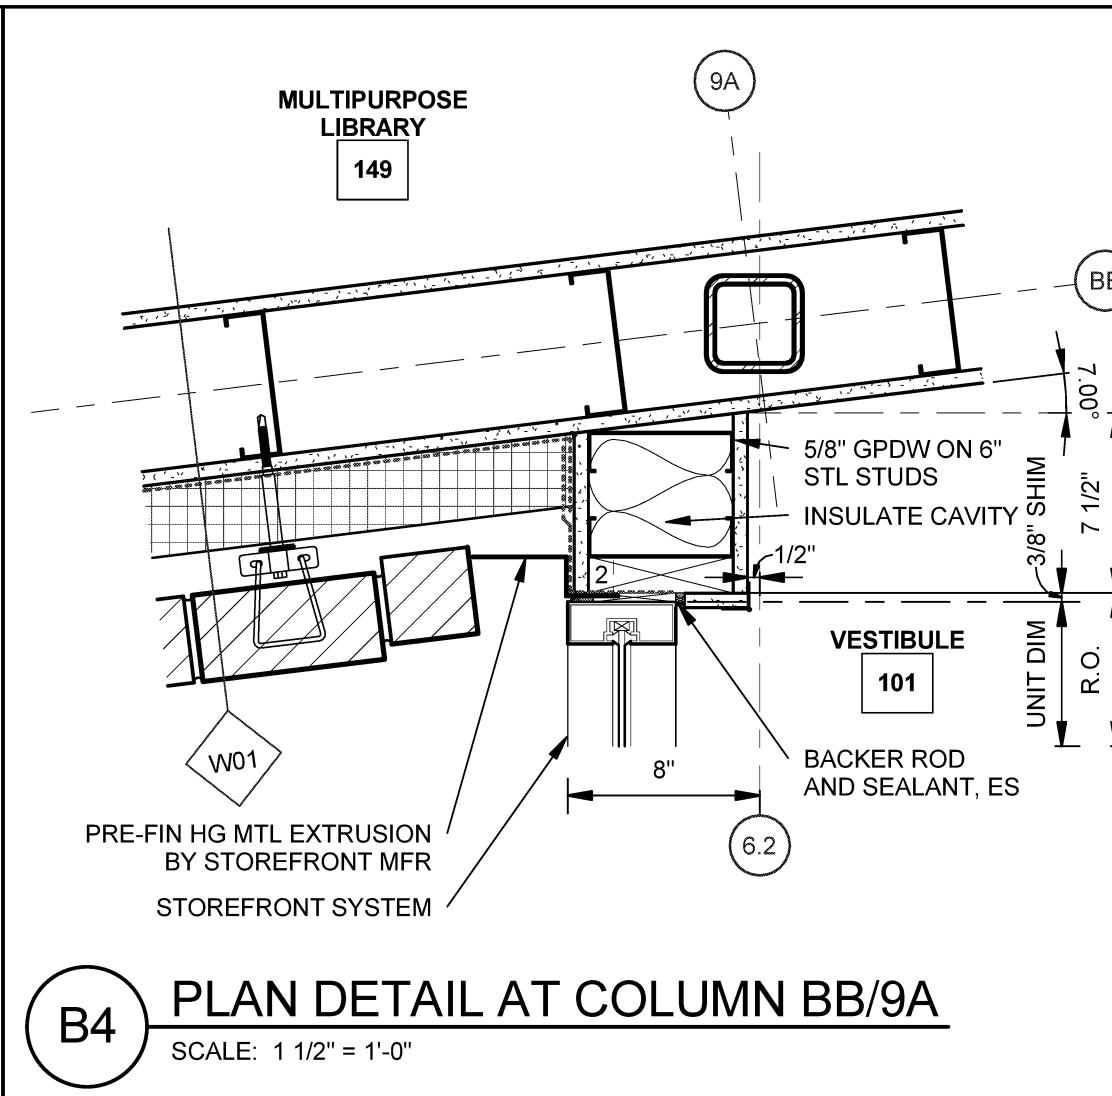 9A
MULTIPURPOSE
LIBRARY
149
7.00°
5/8" GPDW ON 6"
STL STUDS
INSULATE CAVITY
3/8" SHIM
7 1/2"
1/2"
2
VESTIBULE
101
UNIT DIM
R.O.
W01
8"
BACKER ROD
AND SEALANT, ES
6.2
PRE-FIN HG MTL EXTRUSION
BY STOREFRONT MFR
STOREFRONT SYSTEM
B4
PLAN DETAIL AT COLUMN BB/9A
SCALE: 1 1/2" = 1'-0"